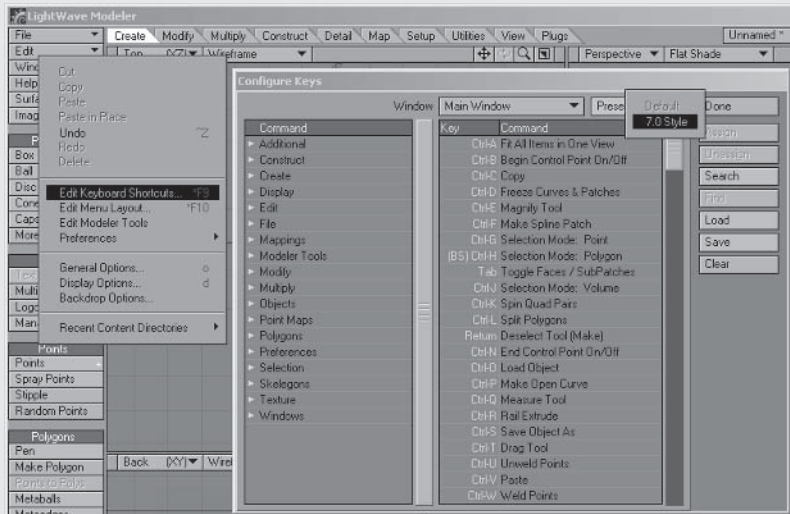 LightWave Modeler
File
Create Modify Multiply Construct Detail Map Setup Utilities View Plugs
Unnamed *
Edit
Top (XZ) Wireframe
Perspective Flat Shade
Help
Box
Ball
Disc
Points
Points
Spray Points
Stipple
Random Points
Polygons
Pen
Make Polygon
Points to Polys
Metaballs
Cut
Copy
Paste
Paste in Place
Undo ^Z
Redo
Delete
Edit Keyboard Shortcuts... *F9
Edit Menu Layout... *F10
Edit Modeler Tools
Preferences
General Options... o
Display Options... d
Backdrop Options...
Recent Content Directories
Back (XY)
Configure Keys
Window Main Window
Default
7.0 Style
Command
Additional
Construct
Create
Display
Edit
File
Mappings
Modeler Tools
Modify
Multiply
Objects
Point Maps
Polygons
Preferences
Selection
Skelegons
Texture
Windows
Key Command
Ctrl-A Fit All Items in One View
Ctrl-B Begin Control Point On/Off
Ctrl-C Copy
Ctrl-D Freeze Curves & Patches
Ctrl-E Magnify Tool
Ctrl-F Make Spline Patch
Ctrl-G Selection Mode: Point
(BS) Ctrl-H Selection Mode: Polygon
Tab Toggle Faces / SubPatches
Ctrl-J Selection Mode: Volume
Ctrl-K Spin Quad Pairs
Ctrl-L Split Polygons
Return Deselect Tool (Make)
Ctrl-N End Control Point On/Off
Ctrl-O Load Object
Ctrl-P Make Open Curve
Ctrl-Q Measure Tool
Ctrl-R Rail Extrude
Ctrl-S Save Object As
Ctrl-T Drag Tool
Ctrl-U Unweld Points
Ctrl-V Paste
Ctrl-W Weld Points
Done
Assign
Unassign
Search
Find
Load
Save
Clear